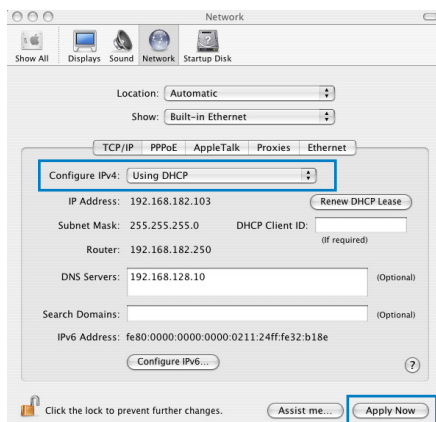 Network
Show All Displays Sound Network Startup Disk
Location: Automatic
Show: Built-in Ethernet
TCP/IP PPPoE AppleTalk Proxies Ethernet
Configure IPv4: Using DHCP
IP Address: 192.168.182.103 Renew DHCP Lease
Subnet Mask: 255.255.255.0 DHCP Client ID:
(If required)
Router: 192.168.182.250
DNS Servers: 192.168.128.10 (Optional)
Search Domains: (Optional)
IPv6 Address: fe80:0000:0000:0000:0211:24ff:fe32:b18e
Configure IPv6... ?
Click the lock to prevent further changes. Assist me... Apply Now